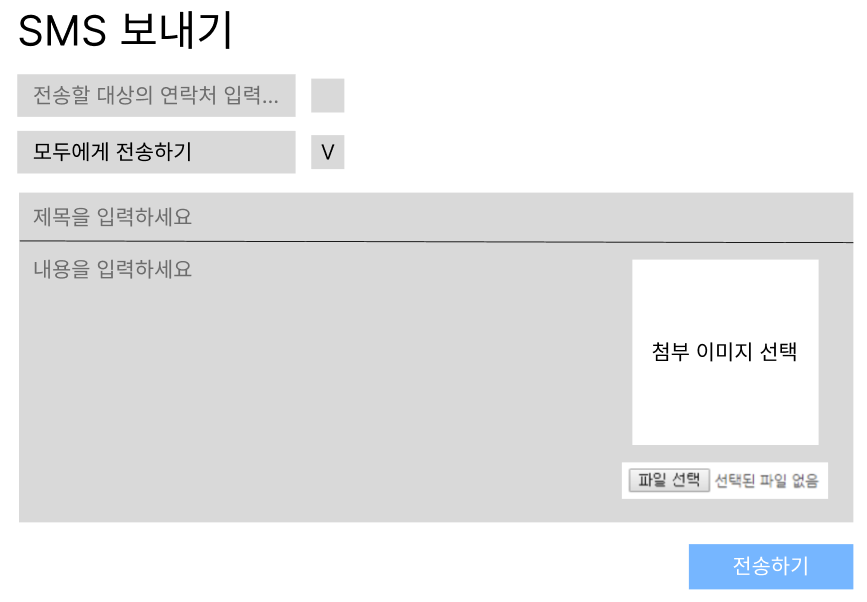 SMS 보내기
전송할 대상의 연락처 입력...
모두에게 전송하기 V
제목을 입력하세요
내용을 입력하세요
첨부 이미지 선택
파일 선택 선택된 파일 없음
전송하기